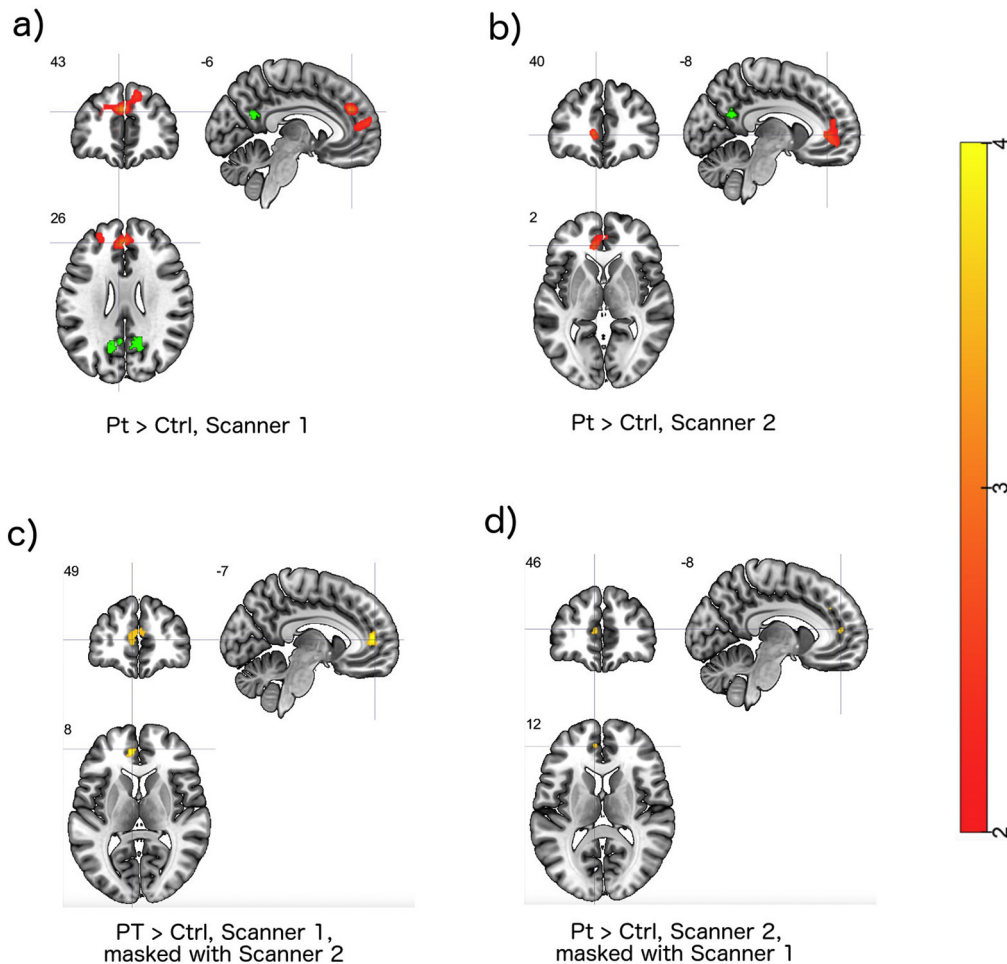 a)
43
-6
26
Pt > Ctrl, Scanner 1
b)
40
-8
2
Pt > Ctrl, Scanner 2
c)
49
-7
8
PT > Ctrl, Scanner 1,
masked with Scanner 2
d)
46
-8
12
Pt > Ctrl, Scanner 2,
masked with Scanner 1
4
3
2